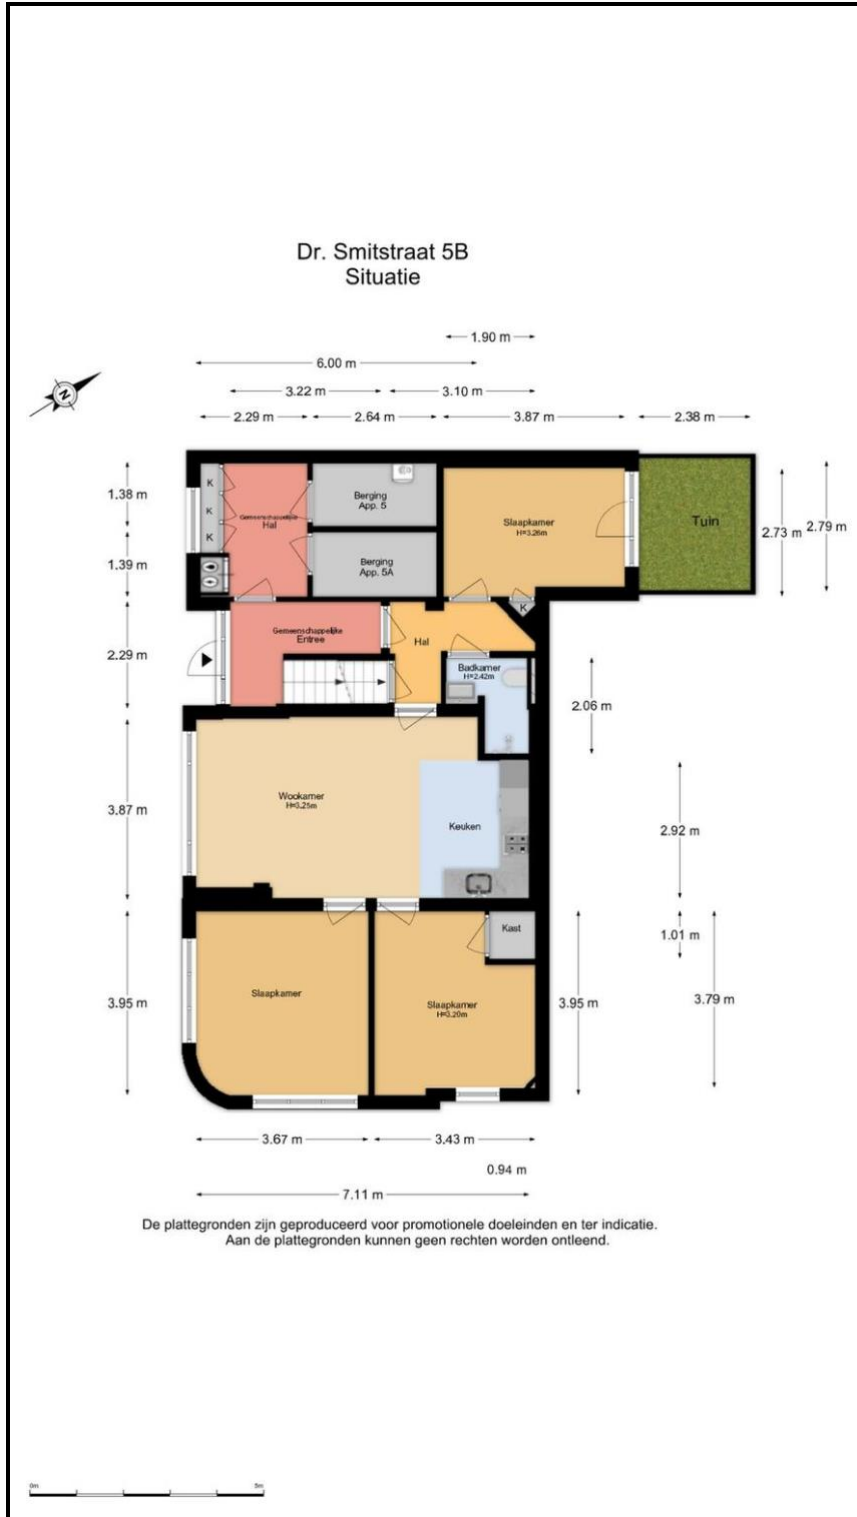 Dr. Smitstraat 5B
Situatie
1.90 m
6.00 m
3.22 m
3.10 m
2.29 m
2.64 m
3.87 m
2.38 m
N
1.38 m
1.39 m
2.29 m
3.87 m
3.95 m
K
K
K
Gemeenschappelijke
Hal
Berging
App. 5
Berging
App. 5A
Slaapkamer
H=3.26m
Tuin
2.73 m
2.79 m
Gemeenschappelijke
Entree
Hal
K
Badkamer
H=2.42m
2.06 m
Wookamer
H=3.25m
Keuken
2.92 m
Kast
1.01 m
Slaapkamer
Slaapkamer
H=3.20m
3.95 m
3.79 m
3.67 m
3.43 m
0.94 m
7.11 m
De plattegronden zijn geproduceerd voor promotionele doeleinden en ter indicatie.
Aan de plattegronden kunnen geen rechten worden ontleend.
0m
5m